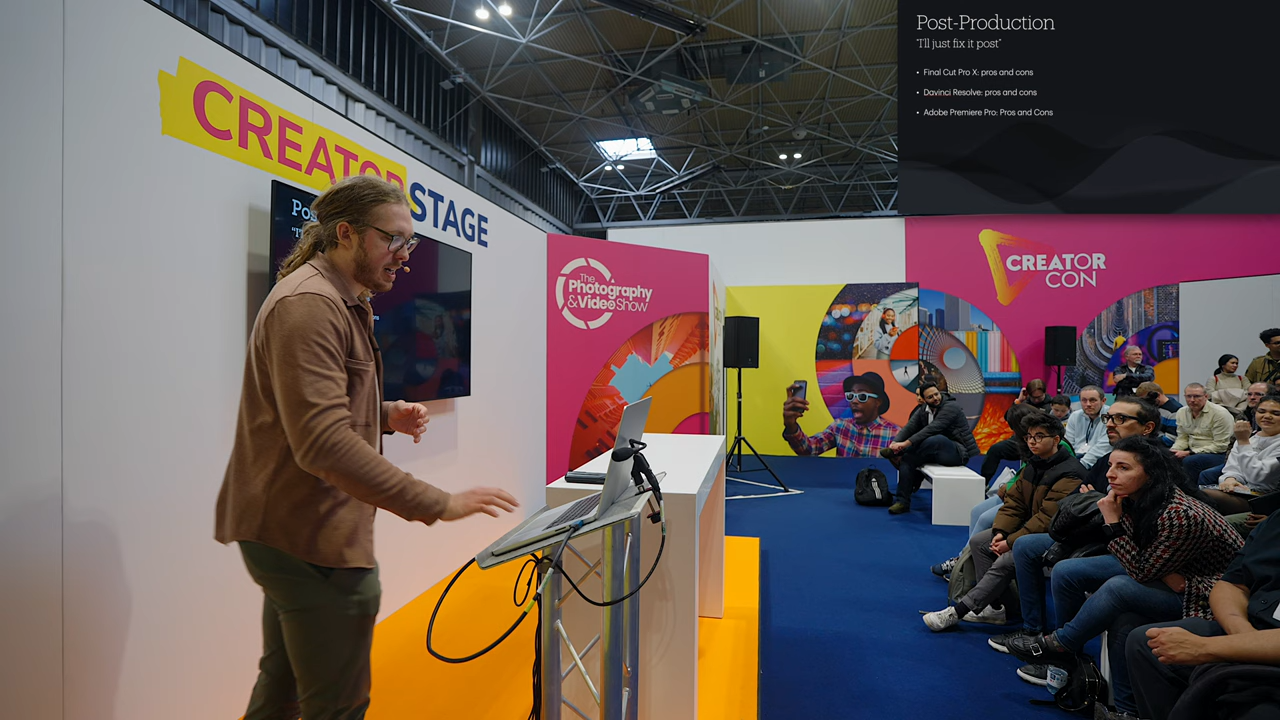 CREATOR STAGE
Pos
The
Photography
&Video Show
Post-Production
"I'll just fix it post"
• Final Cut Pro X: pros and cons
• Davinci Resolve: pros and cons
• Adobe Premiere Pro: Pros and Cons
CREATOR
CON